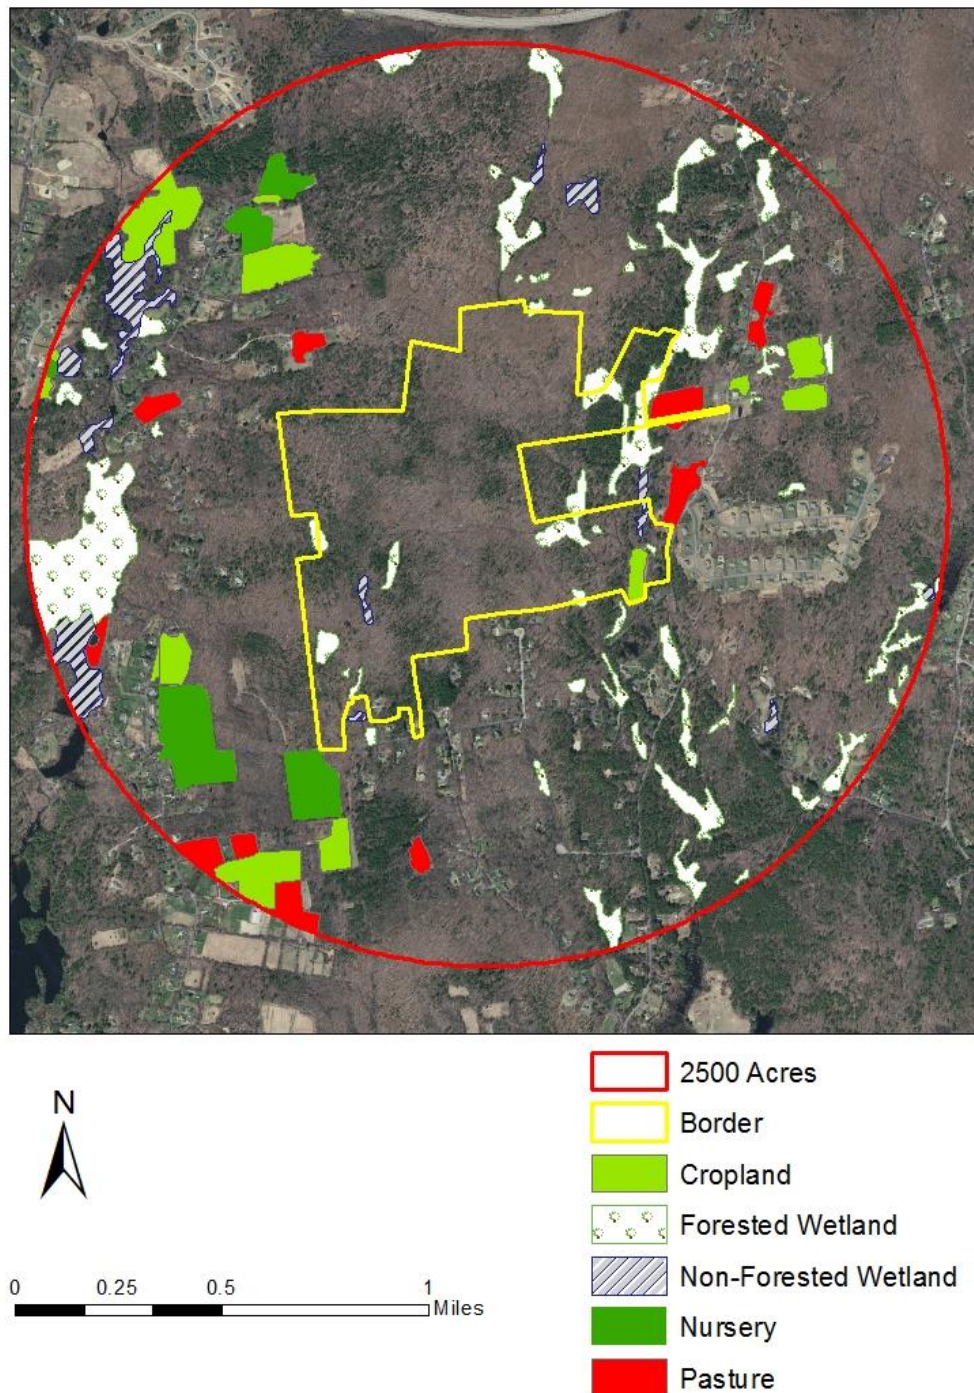 2500 Acres
N
Border
Cropland
Forested Wetland
Non-Forested Wetland
0 0.25 0.5 1
Miles
Nursery
Pasture